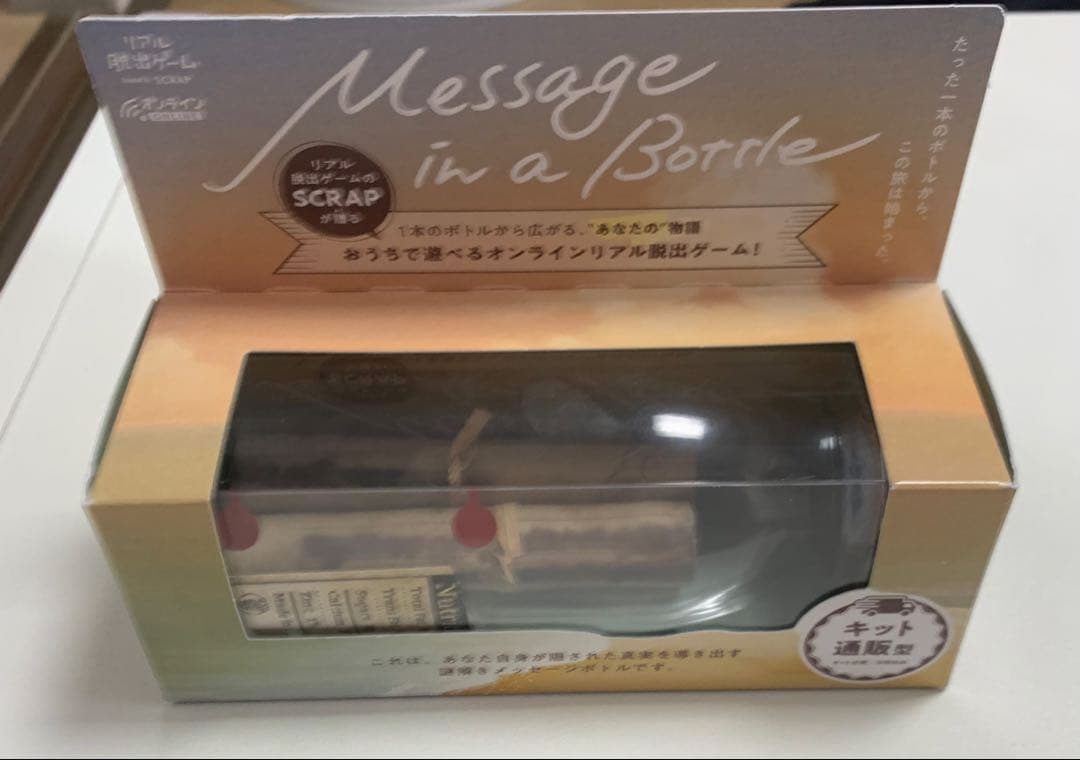 リアル
脱出ゲーム
SCRAP
オンライン
Message
in a Bottle
たった一本のボトルから、
この旅は始まった。
リアル
脱出ゲームの
SCRAP
が贈る
1本のボトルから広がる、"あなたの"物語
おうちで遊べるオンラインリアル脱出ゲーム!
Nutri
Total Fat
Sugars
Calcium
キット
通販型
これは、あなた自身が隠された真実を導き出す
謎解きメッセージボトルです。